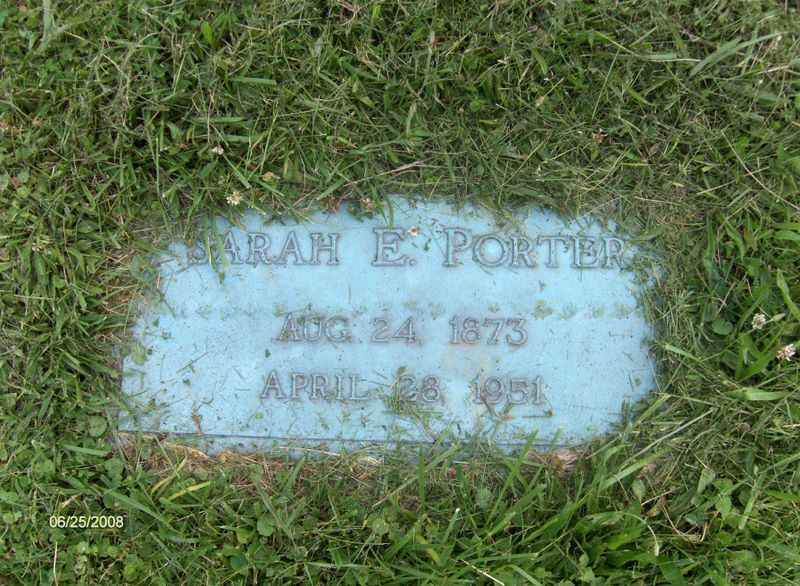 SARAH E. PORTER
AUG. 24 1873
APRIL 28 1951
06/25/2008